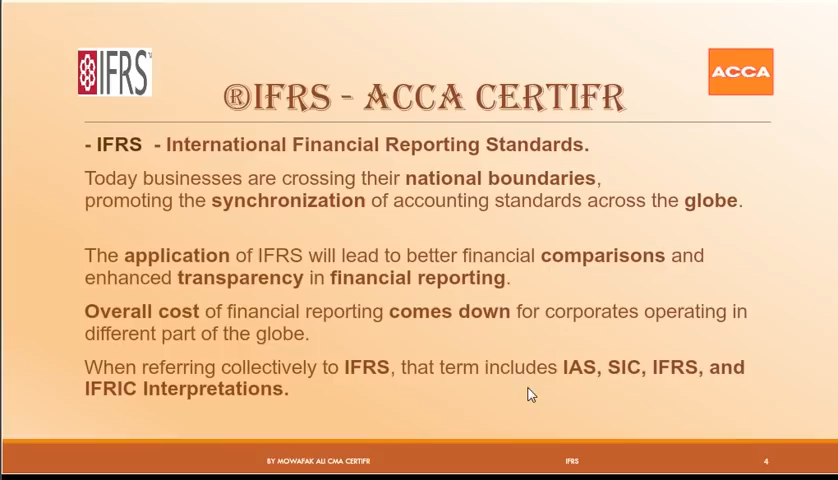 IFRS
ACCA
®IFRS - ACCA CERTIFR
- IFRS - International Financial Reporting Standards.
Today businesses are crossing their national boundaries,
promoting the synchronization of accounting standards across the globe.
The application of IFRS will lead to better financial comparisons and
enhanced transparency in financial reporting.
Overall cost of financial reporting comes down for corporates operating in
different part of the globe.
When referring collectively to IFRS, that term includes IAS, SIC, IFRS, and
IFRIC Interpretations.
BY MOWAFAK ALI CMA CERTIFR IFRS 4